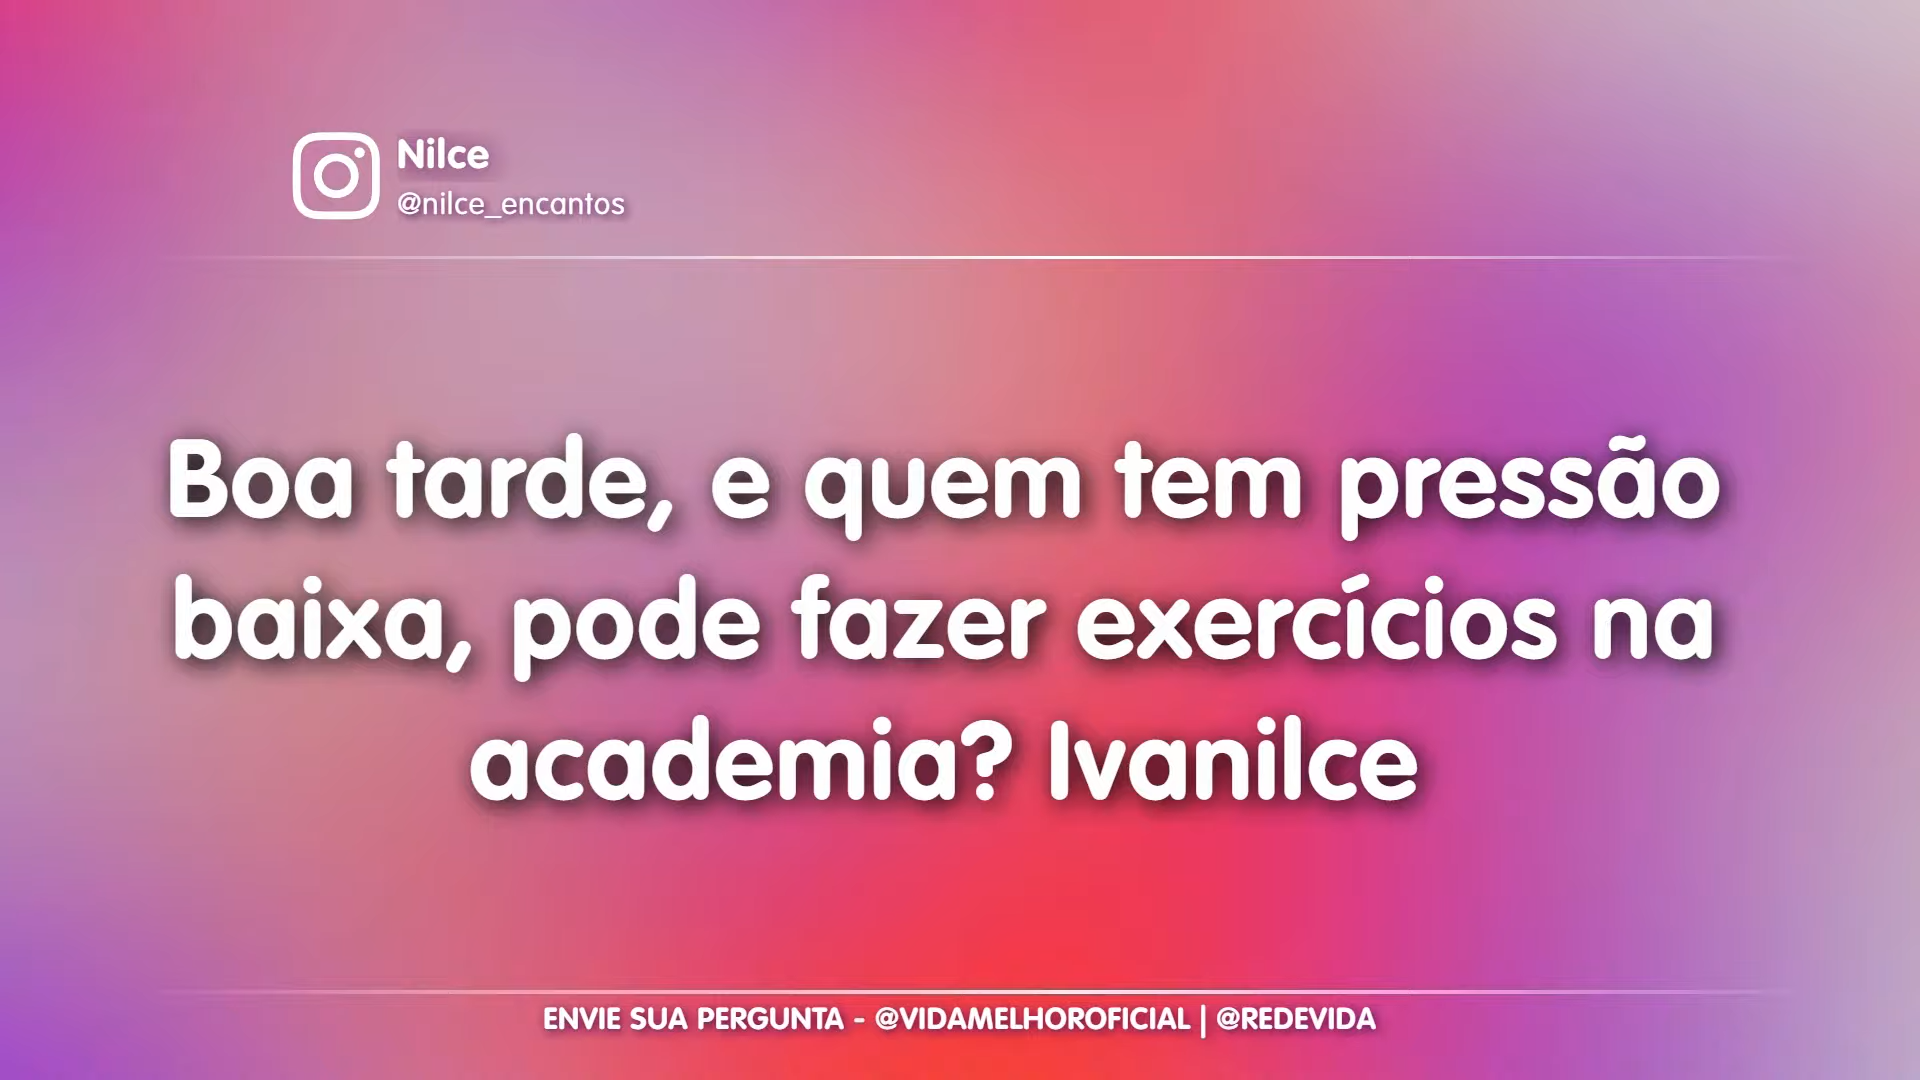 Nilce
@nilce_encantos
Boa tarde, e quem tem pressão
baixa, pode fazer exercícios na
academia? Ivanilce
ENVIE SUA PERGUNTA - @VIDAMELHOROFICIAL | @REDEVIDA